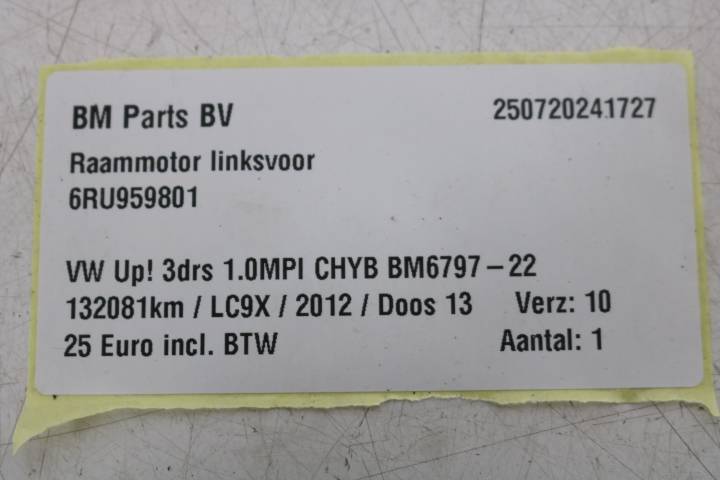 BM Parts BV 250720241727
Raammotor linksvoor
6RU959801
VW Up! 3drs 1.0MPI CHYB BM6797-22
132081km / LC9X / 2012 / Doos 13 Verz: 10
25 Euro incl. BTW Aantal: 1